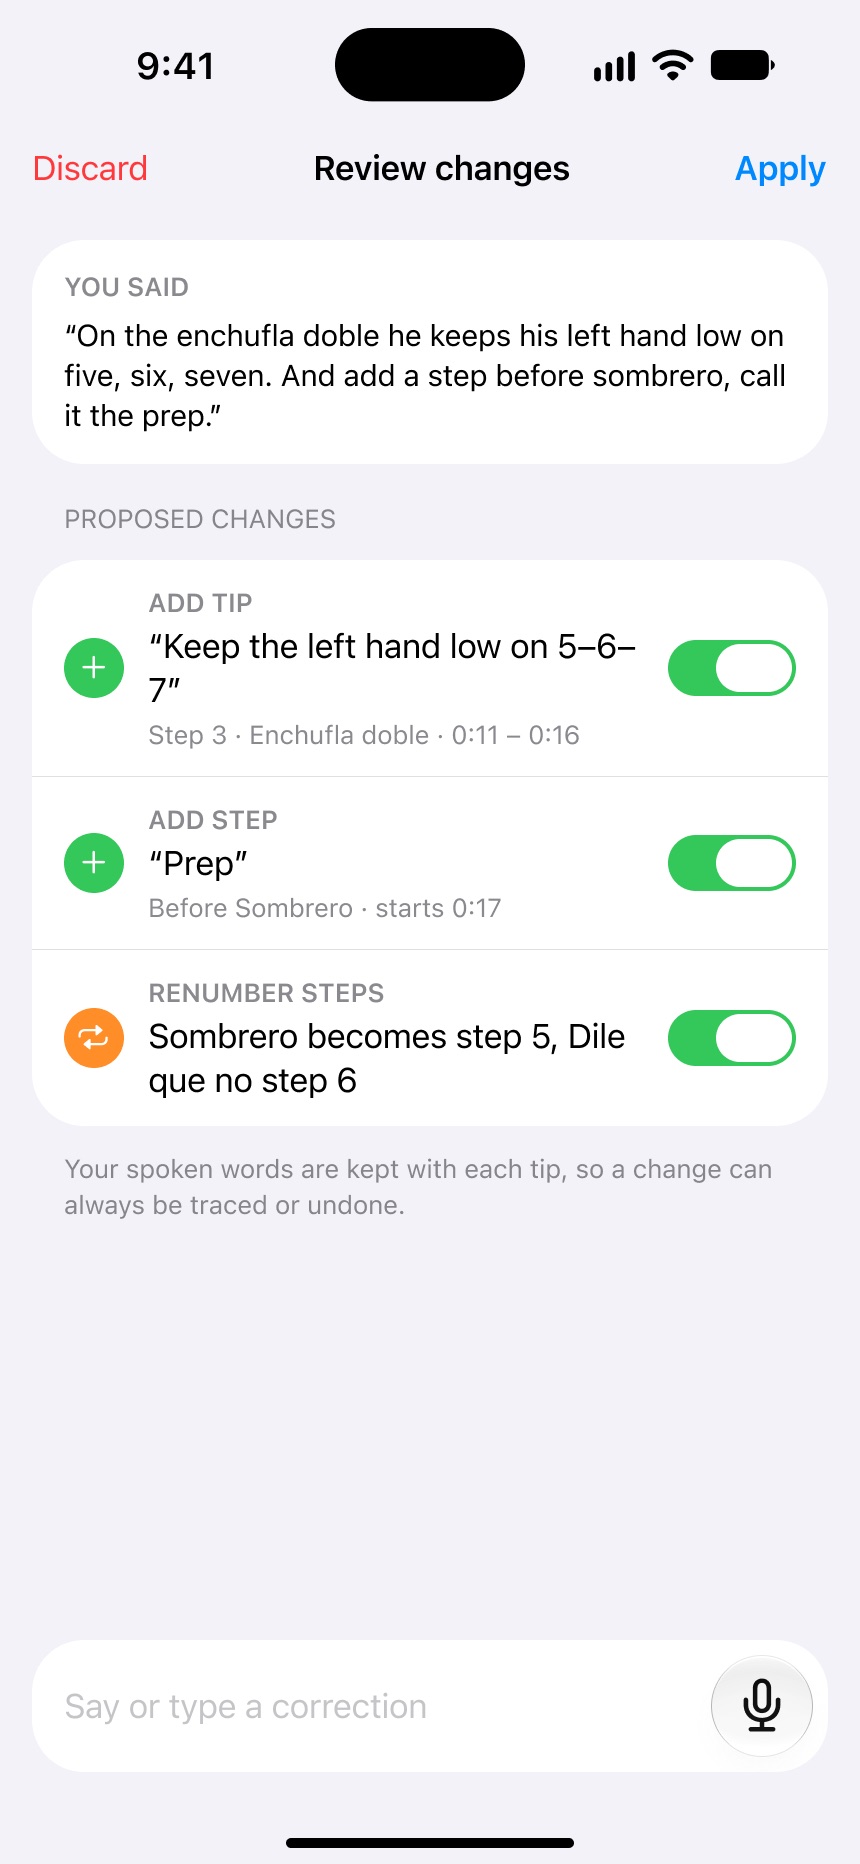 9:41
Discard
Review changes
Apply
YOU SAID
“On the enchufla doble he keeps his left hand low on
five, six, seven. And add a step before sombrero, call
it the prep.”
PROPOSED CHANGES
ADD TIP
“Keep the left hand low on 5–6–
7”
Step 3 · Enchufla doble · 0:11 – 0:16
ADD STEP
“Prep”
Before Sombrero · starts 0:17
RENUMBER STEPS
Sombrero becomes step 5, Dile
que no step 6
Your spoken words are kept with each tip, so a change can
always be traced or undone.
Say or type a correction